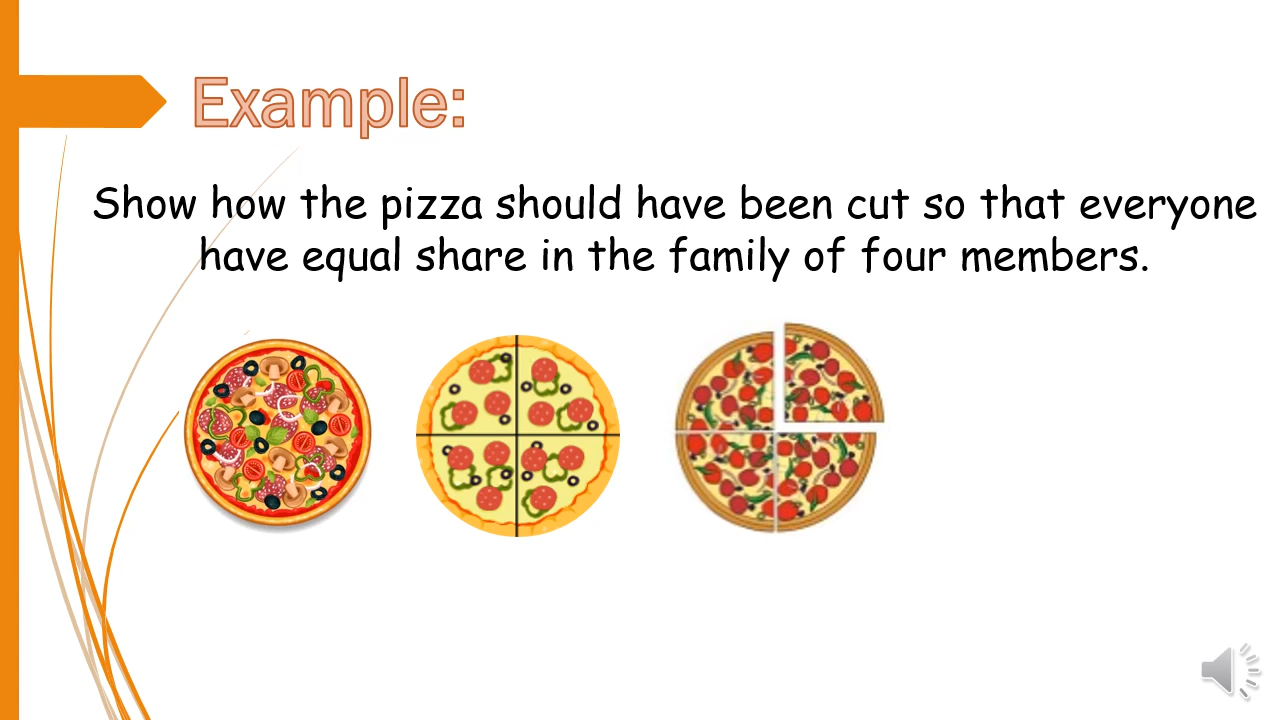 Example:
Show how the pizza should have been cut so that everyone
have equal share in the family of four members.